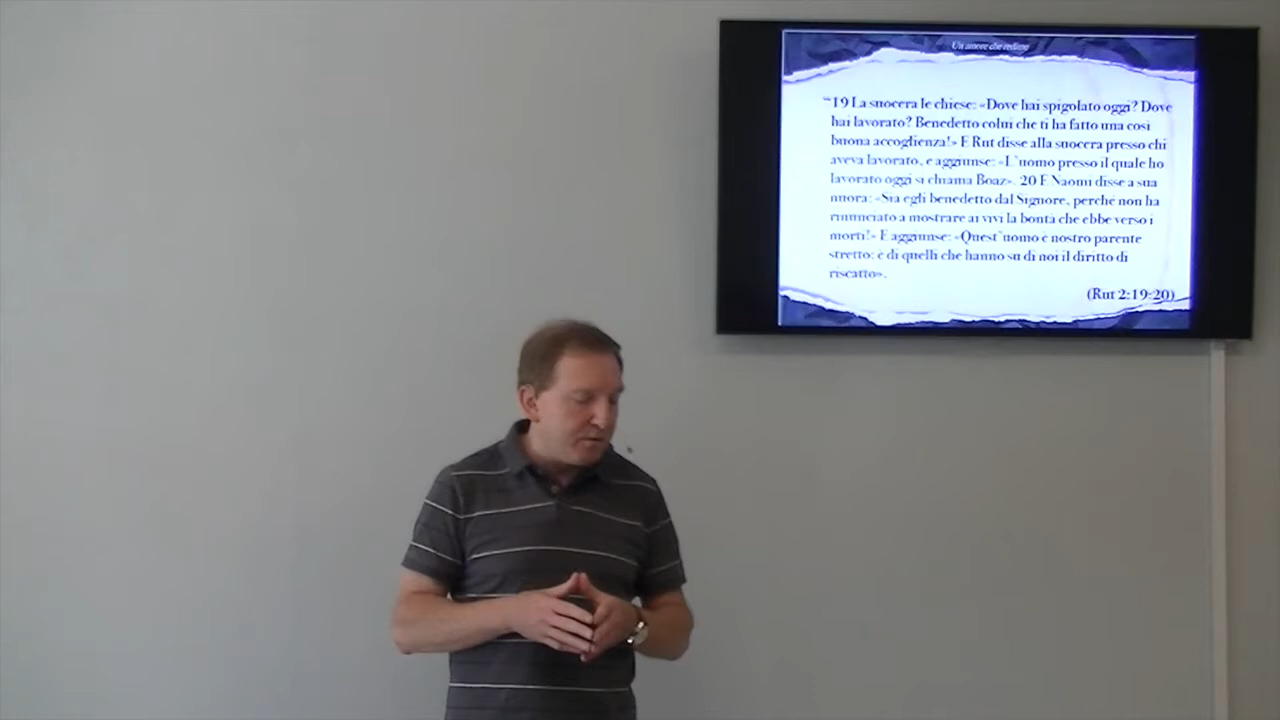 Un amore che redime
“19 La suocera le chiese: «Dove hai spigolato oggi? Dove
hai lavorato? Benedetto colui che ti ha fatto una così
buona accoglienza!» E Rut disse alla suocera presso chi
aveva lavorato, e aggiunse: «L'uomo presso il quale ho
lavorato oggi si chiama Boaz». 20 E Naomi disse a sua
nuora: «Sia egli benedetto dal Signore, perché non ha
rinunciato a mostrare ai vivi la bontà che ebbe verso i
morti!» E aggiunse: «Quest'uomo è nostro parente
stretto: è di quelli che hanno su di noi il diritto di
riscatto».
(Rut 2:19-20)